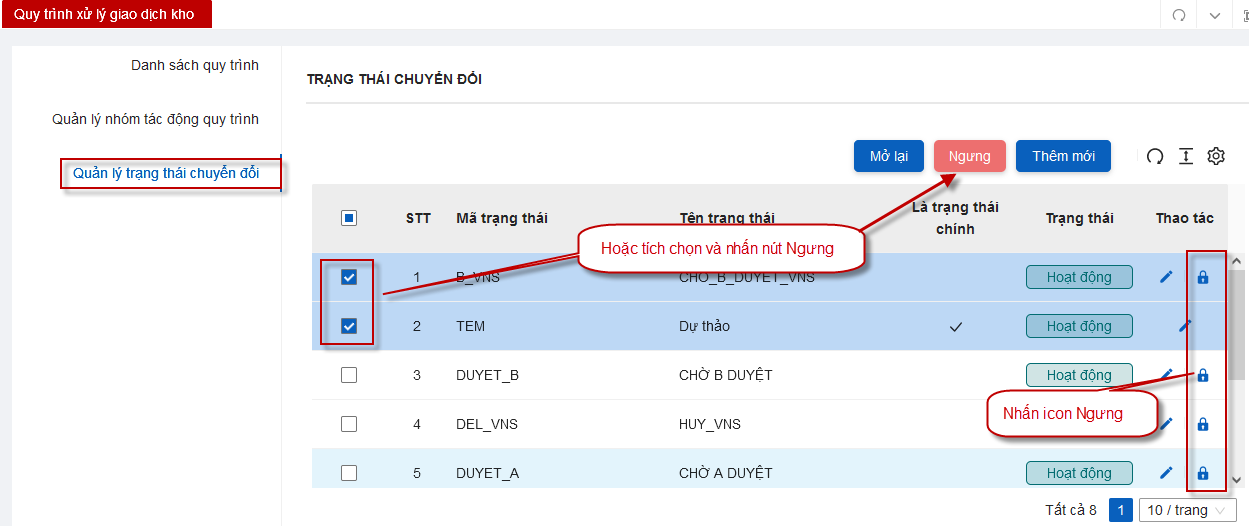 Quy trình xử lý giao dịch kho
Danh sách quy trình
Quản lý nhóm tác động quy trình
Quản lý trạng thái chuyển đổi
TRẠNG THÁI CHUYỂN ĐỔI
Mở lại Ngưng Thêm mới
STT Mã trạng thái Tên trạng thái Là trạng thái chính Trạng thái Thao tác
Hoặc tích chọn và nhấn nút Ngưng
1 B_VNS CHO_B_DUYET_VNS Hoạt động
2 TEM Dự thảo Hoạt động
3 DUYET_B CHỜ B DUYỆT Hoạt động
Nhấn icon Ngưng
4 DEL_VNS HUY_VNS
5 DUYET_A CHỜ A DUYỆT Hoạt động
Tất cả 8 1 10 / trang